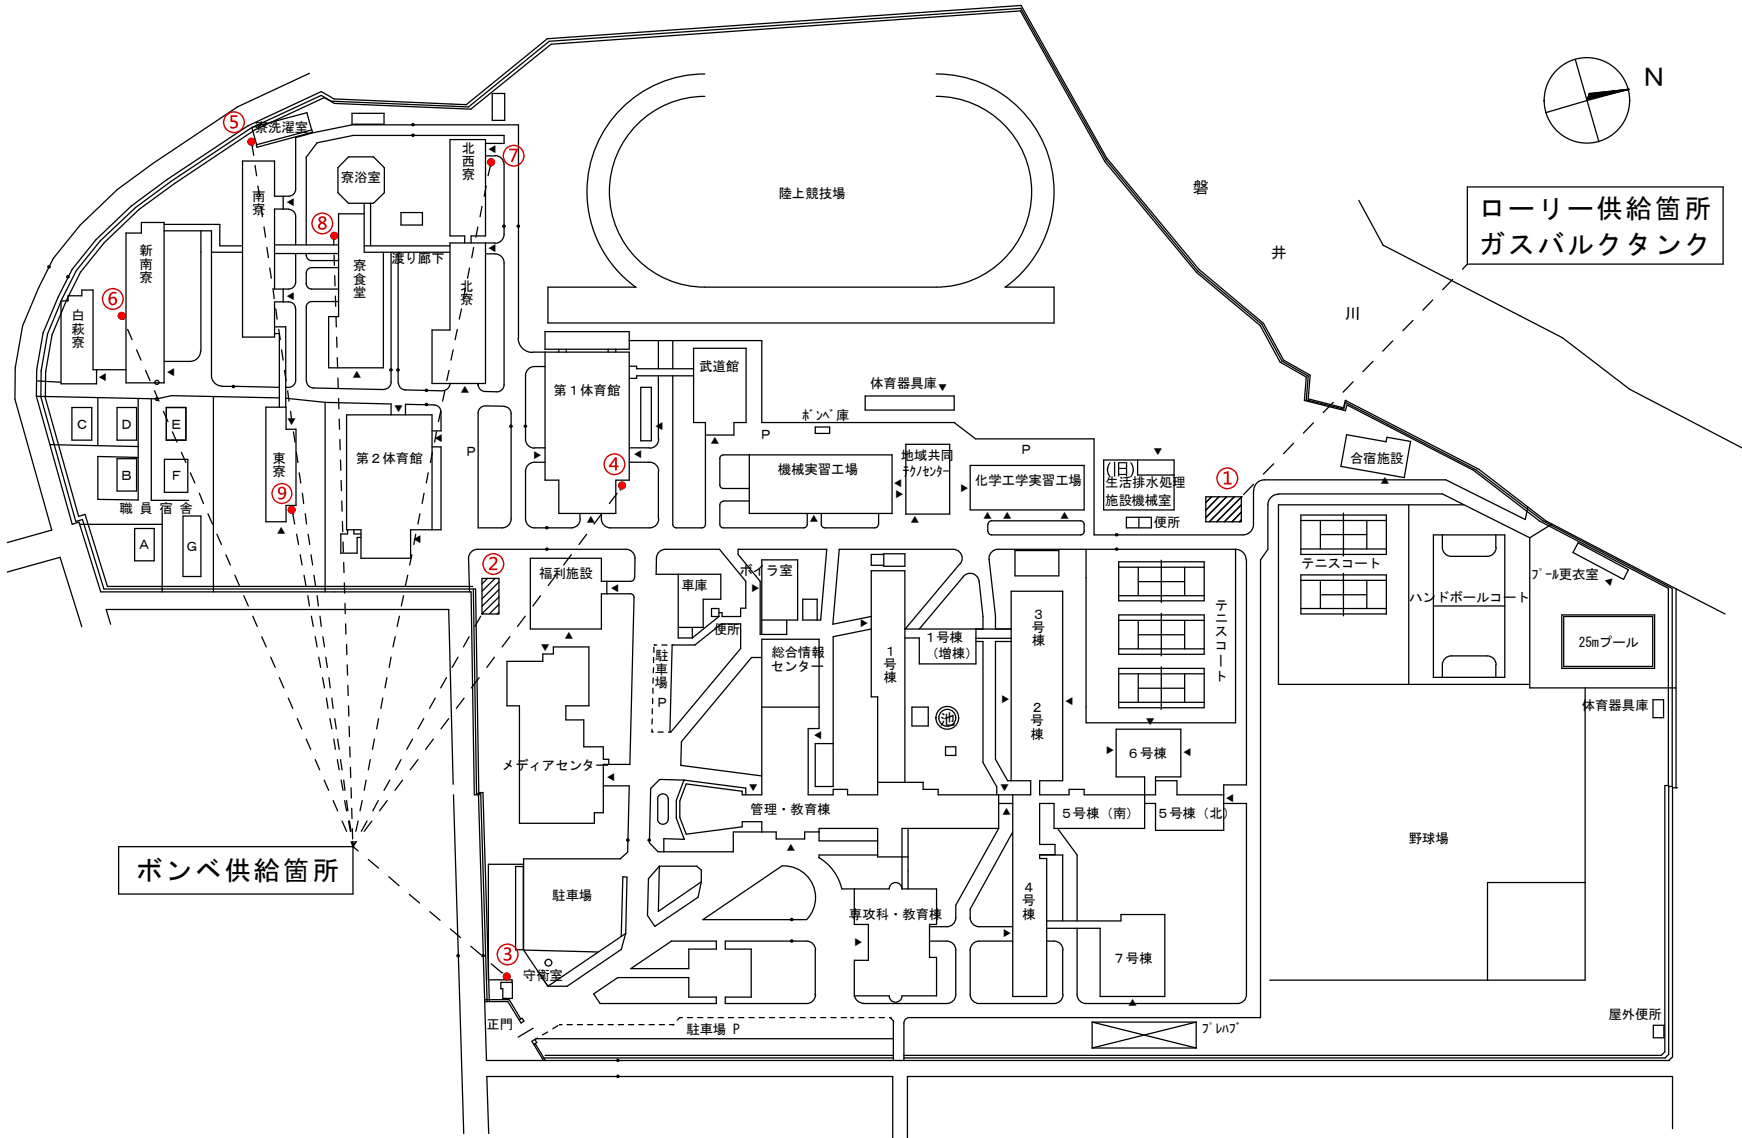 N
磐
井
川
ローリー供給箇所
ガスバルクタンク
陸上競技場
⑤
寮洗濯室
北西寮
⑦
寮浴室
南寮
⑧
新南寮
渡り廊下
寮食堂
北寮
⑥
白萩寮
第1体育館
武道館
体育器具庫
ボンベ庫
P
C
D
E
B
F
職員宿舎
A
G
東寮
⑨
第2体育館
P
④
機械実習工場
地域共同
テクノセンター
P
化学工学実習工場
(旧)
生活排水処理
施設機械室
便所
①
合宿施設
テニスコート
ハンドボールコート
プール更衣室
25mプール
体育器具庫
②
福利施設
車庫
便所
ボイラ室
駐車場
P
総合情報
センター
1号棟
1号棟
(増棟)
3号棟
2号棟
池
テニスコート
6号棟
メディアセンター
管理・教育棟
5号棟(南)
5号棟(北)
野球場
ボンベ供給箇所
駐車場
専攻科・教育棟
4号棟
7号棟
③
守衛室
正門
駐車場 P
プレハブ
屋外便所